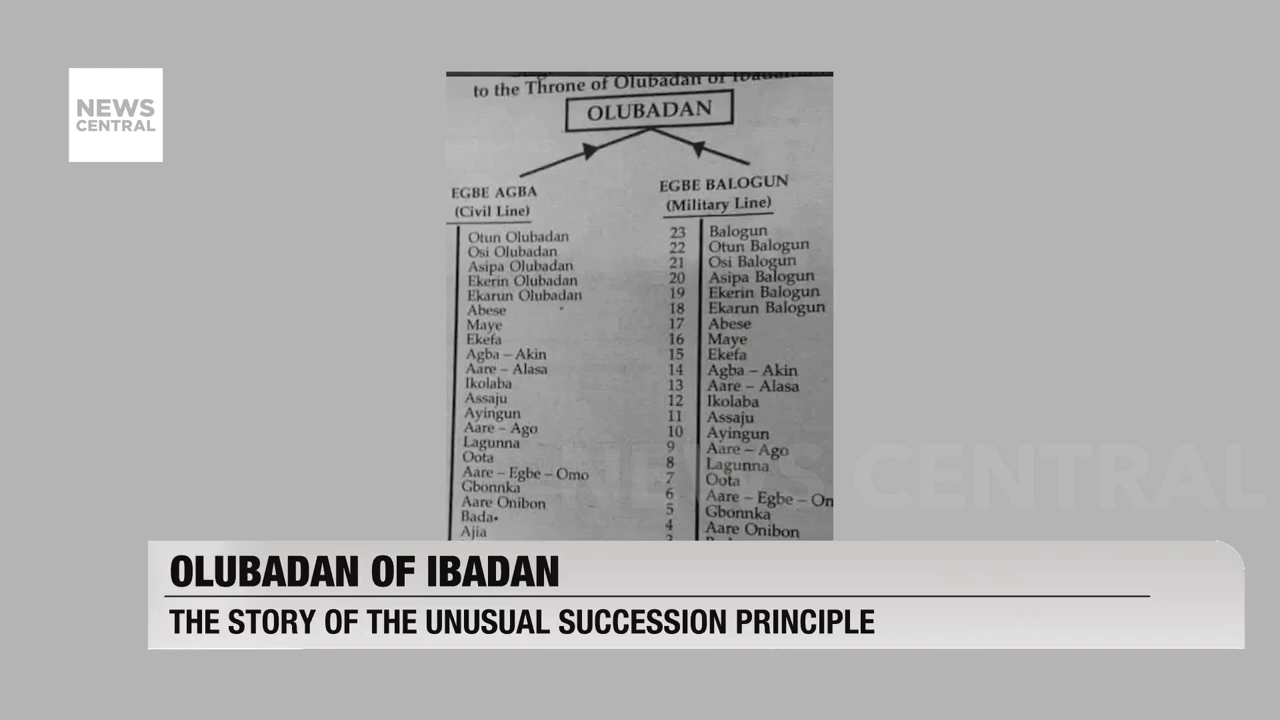 NEWS
CENTRAL
to the Throne of Olubadan of
OLUBADAN
EGBE AGBA
(Civil Line)
Otun Olubadan
Osi Olubadan
Asipa Olubadan
Ekerin Olubadan
Ekarun Olubadan
Abese
Maye
Ekefa
Agba – Akin
Aare – Alasa
Ikolaba
Assaju
Ayingun
Aare – Ago
Lagunna
Oota
Aare – Egbe – Omo
Gbonnka
Aare Onibon
Bada
Ajia
EGBE BALOGUN
(Military Line)
23 Balogun
22 Otun Balogun
21 Osi Balogun
20 Asipa Balogun
19 Ekerin Balogun
18 Ekarun Balogun
17 Abese
16 Maye
15 Ekefa
14 Agba – Akin
13 Aare – Alasa
12 Ikolaba
11 Assaju
10 Ayingun
9 Aare – Ago
8 Lagunna
7 Oota
6 Aare – Egbe – On
5 Gbonnka
4 Aare Onibon
NEWS CENTRAL
OLUBADAN OF IBADAN
THE STORY OF THE UNUSUAL SUCCESSION PRINCIPLE